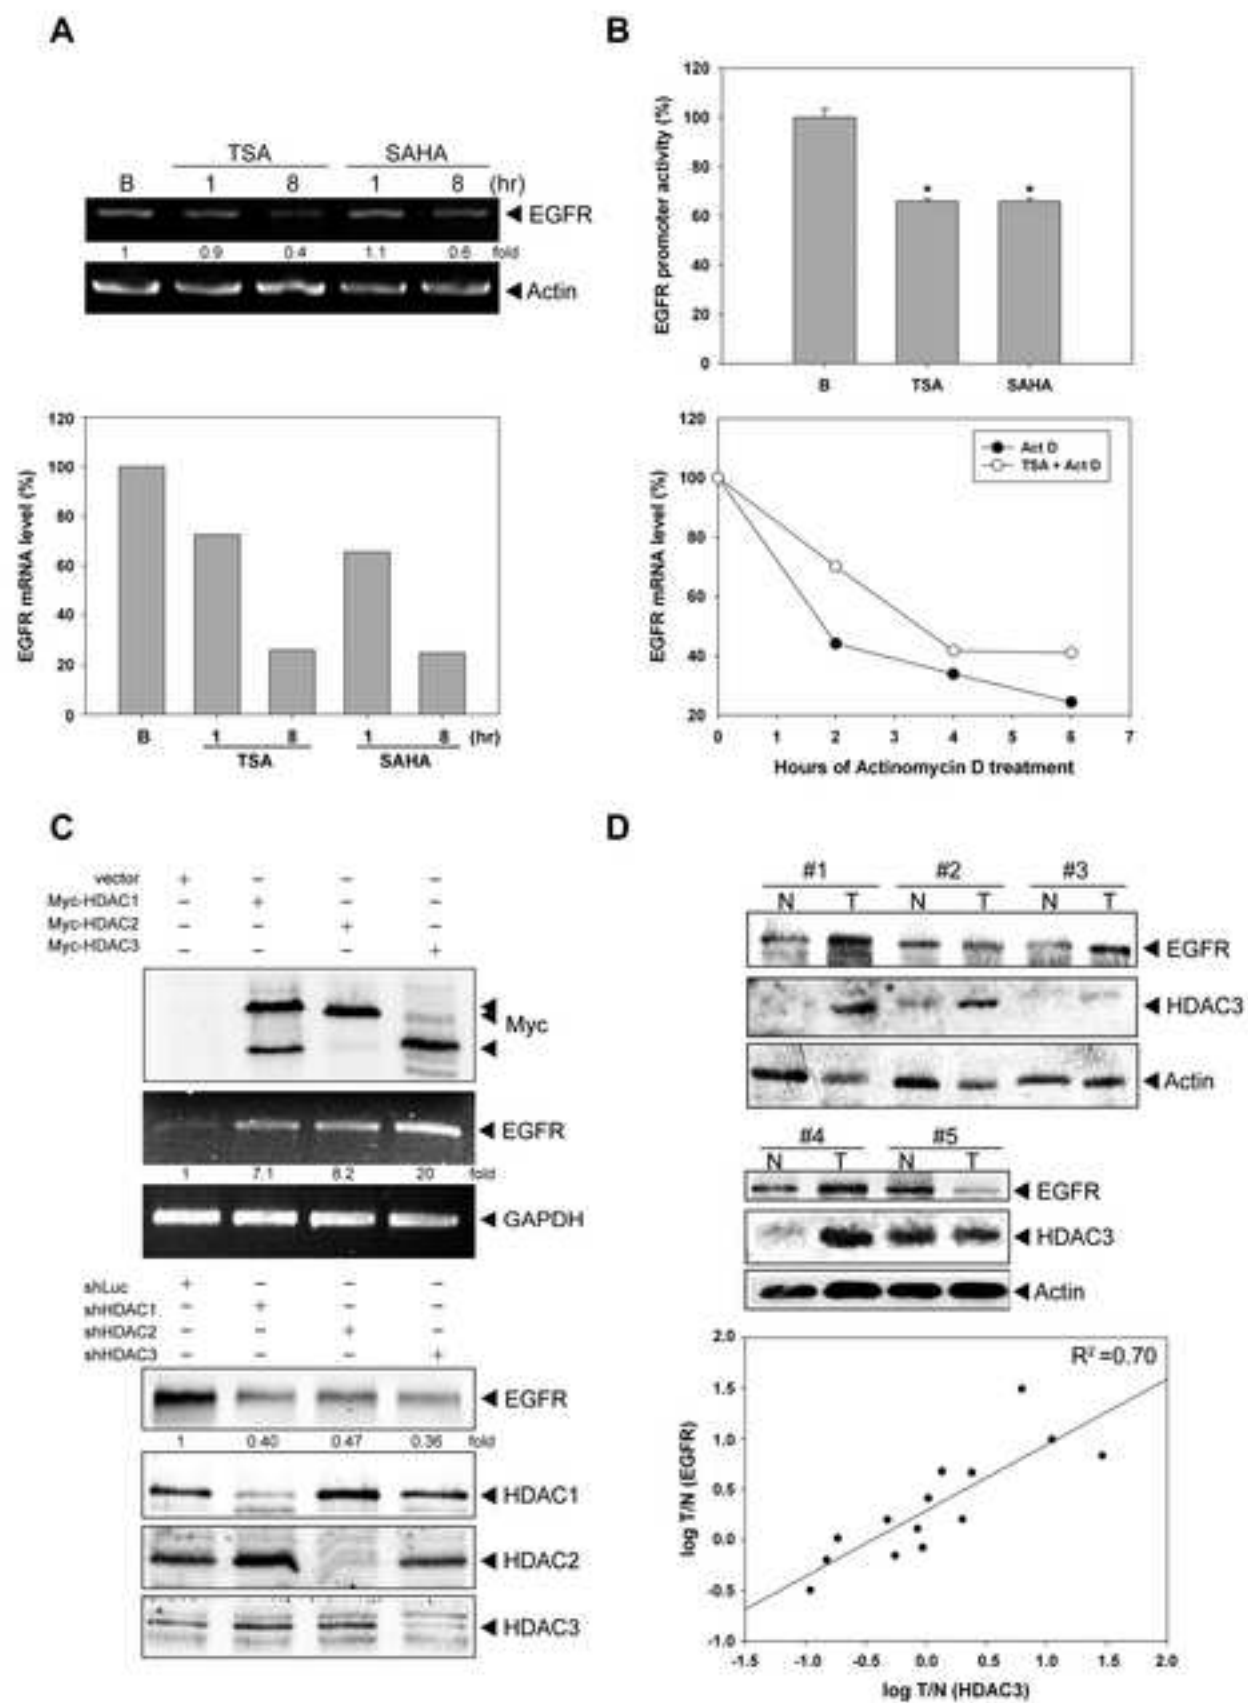 A
TSA SAHA
B 1 8 1 8 (hr)
EGFR
1 0.9 0.4 1.1 0.6 fold
Actin
EGFR mRNA level (%)
120
100
80
60
40
20
0
B 1 8 1 8 (hr)
TSA SAHA
B
EGFR promoter activity (%)
120
100
80
60
40
20
0
B TSA SAHA
* *
EGFR mRNA level (%)
120
100
80
60
40
20
Act D
TSA + Act D
0 1 2 3 4 5 6 7
Hours of Actinomycin D treatment
C
vector + – – –
Myc-HDAC1 – + – –
Myc-HDAC2 – – + –
Myc-HDAC3 – – – +
Myc
EGFR
1 7.1 8.2 20 fold
GAPDH
shLuc + – – –
shHDAC1 – + – –
shHDAC2 – – + –
shHDAC3 – – – +
EGFR
1 0.40 0.47 0.36 fold
HDAC1
HDAC2
HDAC3
D
#1 #2 #3
N T N T N T
EGFR
HDAC3
Actin
#4 #5
N T N T
EGFR
HDAC3
Actin
R² =0.70
log T/N (EGFR)
2.0
1.5
1.0
0.5
0.0
-0.5
-1.0
-1.5 -1.0 -0.5 0.0 0.5 1.0 1.5 2.0
log T/N (HDAC3)